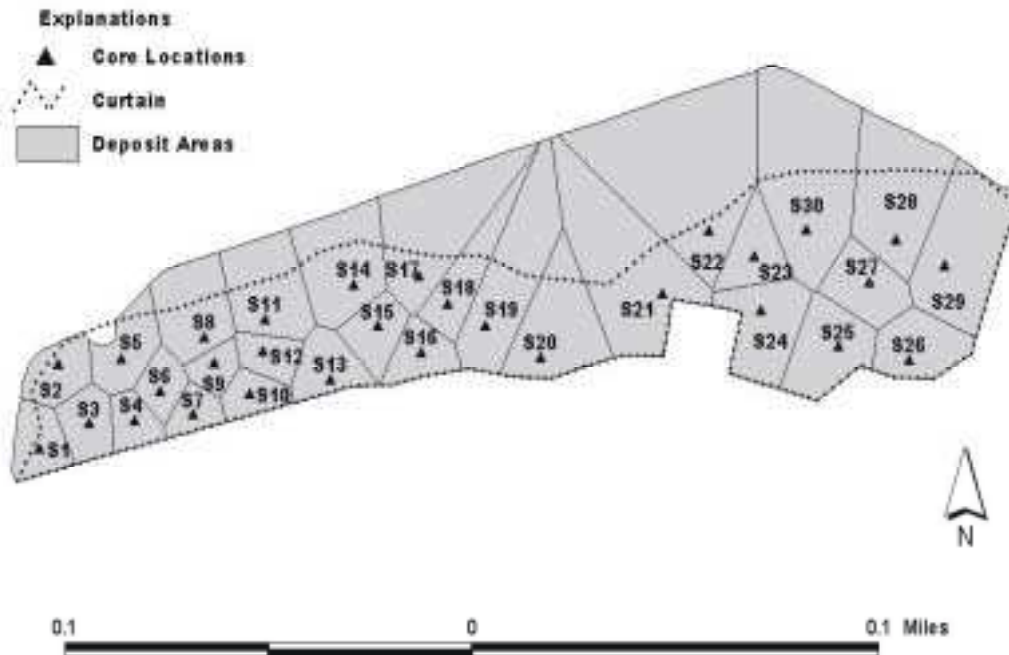 Explanations
Core Locations
Curtain
Deposit Areas
S30
S28
S22
S23
S27
S14
S17
S18
S21
S29
S11
S15
S19
S24
S8
S16
S20
S25
S26
S5
S12
S2
S6
S9
S13
S3
S4
S7
S10
S1
N
0.1
0
0.1 Miles